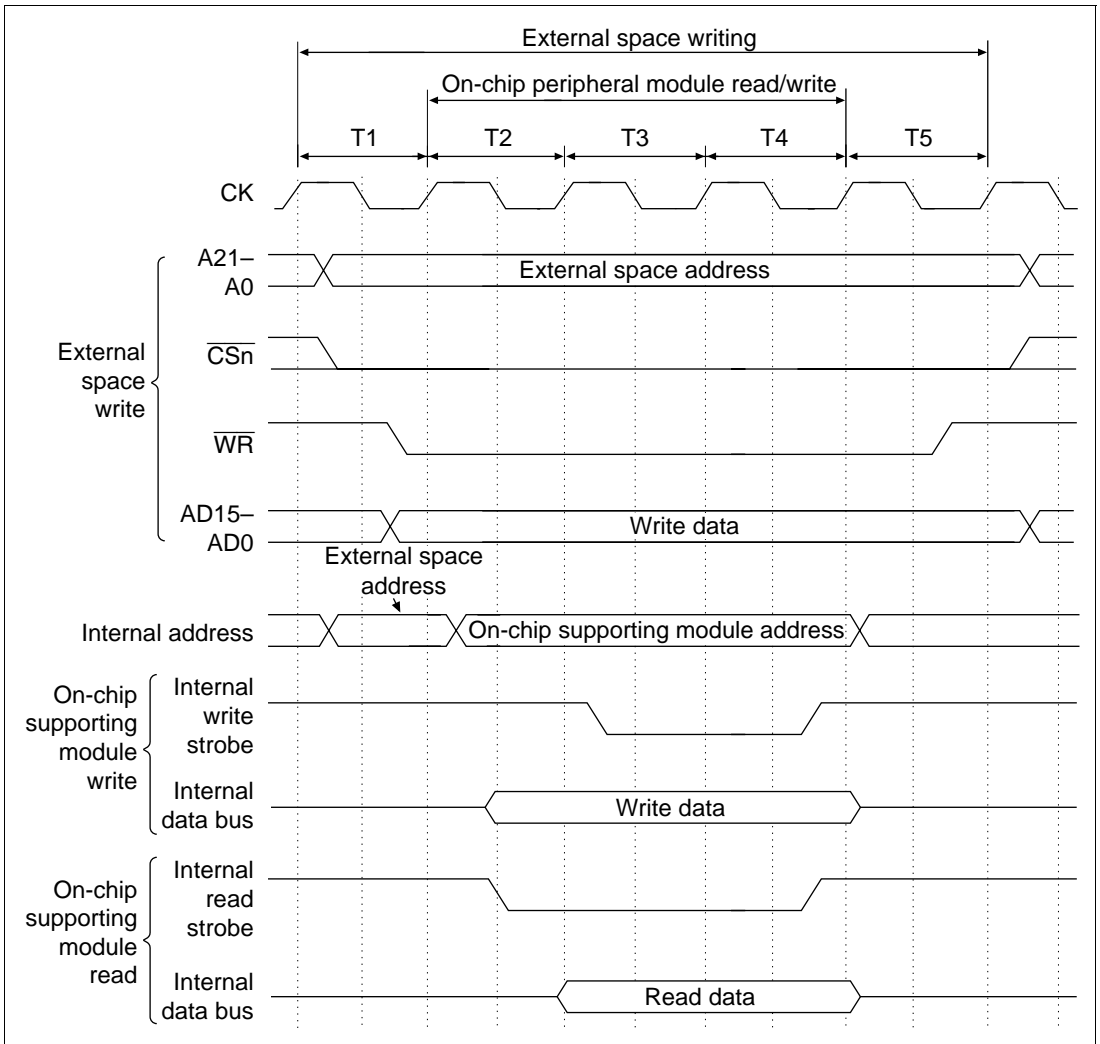 External space writing
On-chip peripheral module read/write
T1 T2 T3 T4 T5
CK
A21–
A0
External space address
External
space
write
CSn
WR
AD15–
AD0
Write data
External space
address
Internal address
On-chip supporting module address
On-chip
supporting
module
write
Internal
write
strobe
Internal
data bus
Write data
On-chip
supporting
module
read
Internal
read
strobe
Internal
data bus
Read data